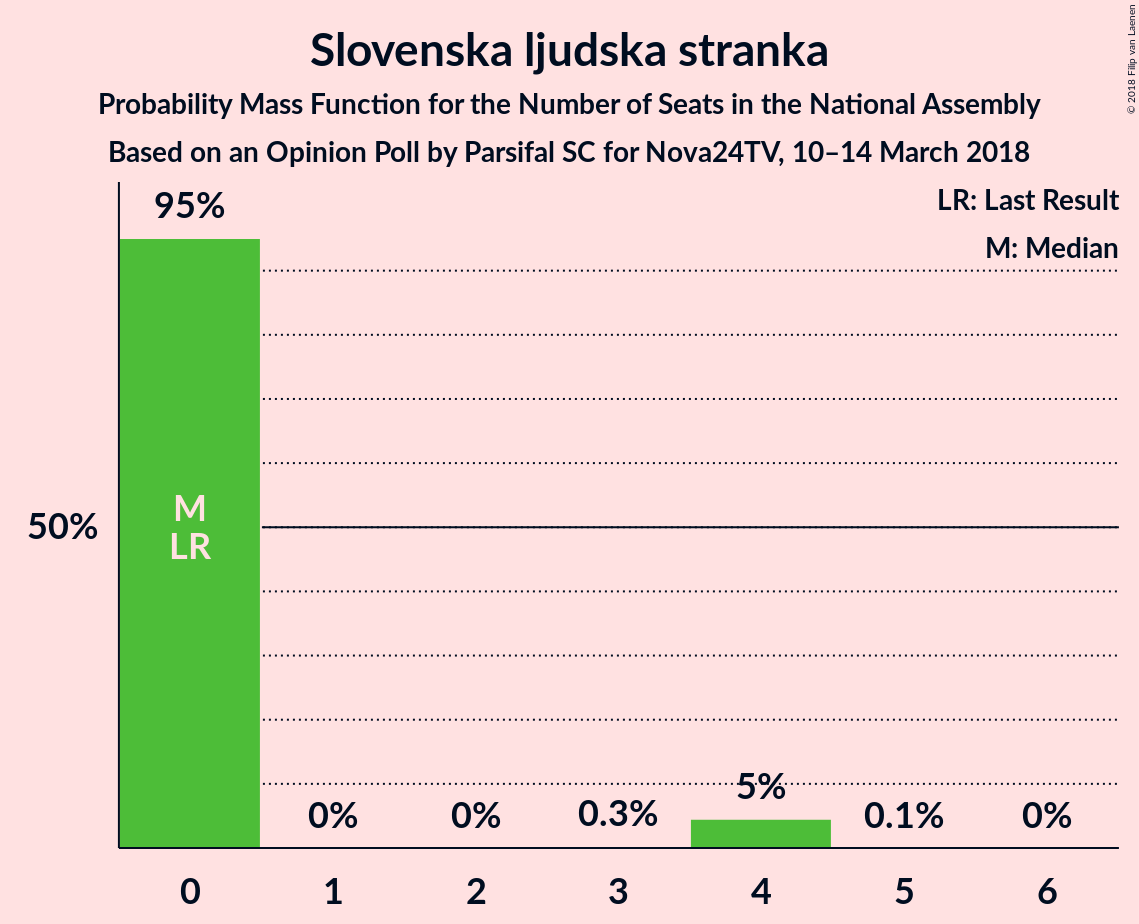 Slovenska ljudska stranka
Probability Mass Function for the Number of Seats in the National Assembly
Based on an Opinion Poll by Parsifal SC for Nova24TV, 10–14 March 2018
© 2018 Filip van Laenen
LR: Last Result
M: Median
95%
50%
M
LR
0%
0%
0.3%
5%
0.1%
0%
0 1 2 3 4 5 6